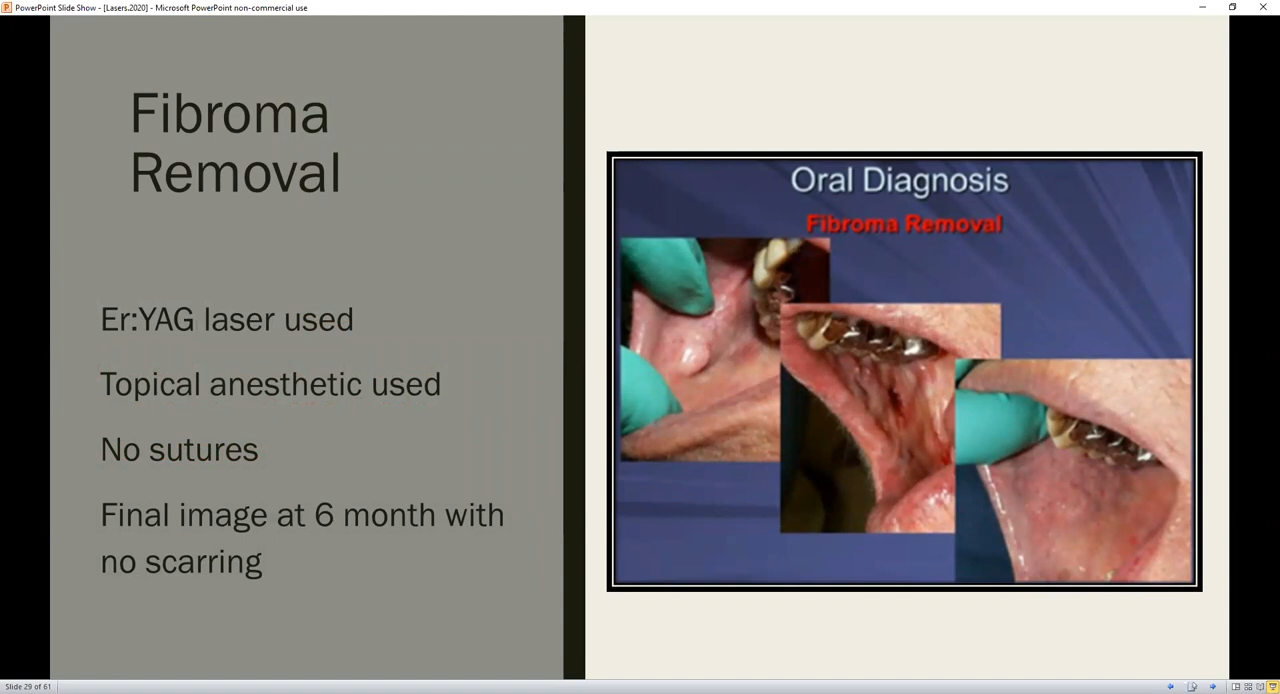 PowerPoint Slide Show - [Lasers.2020] - Microsoft PowerPoint non-commercial use
Fibroma
Removal
Er:YAG laser used
Topical anesthetic used
No sutures
Final image at 6 month with
no scarring
Oral Diagnosis
Fibroma Removal
Slide 29 of 61